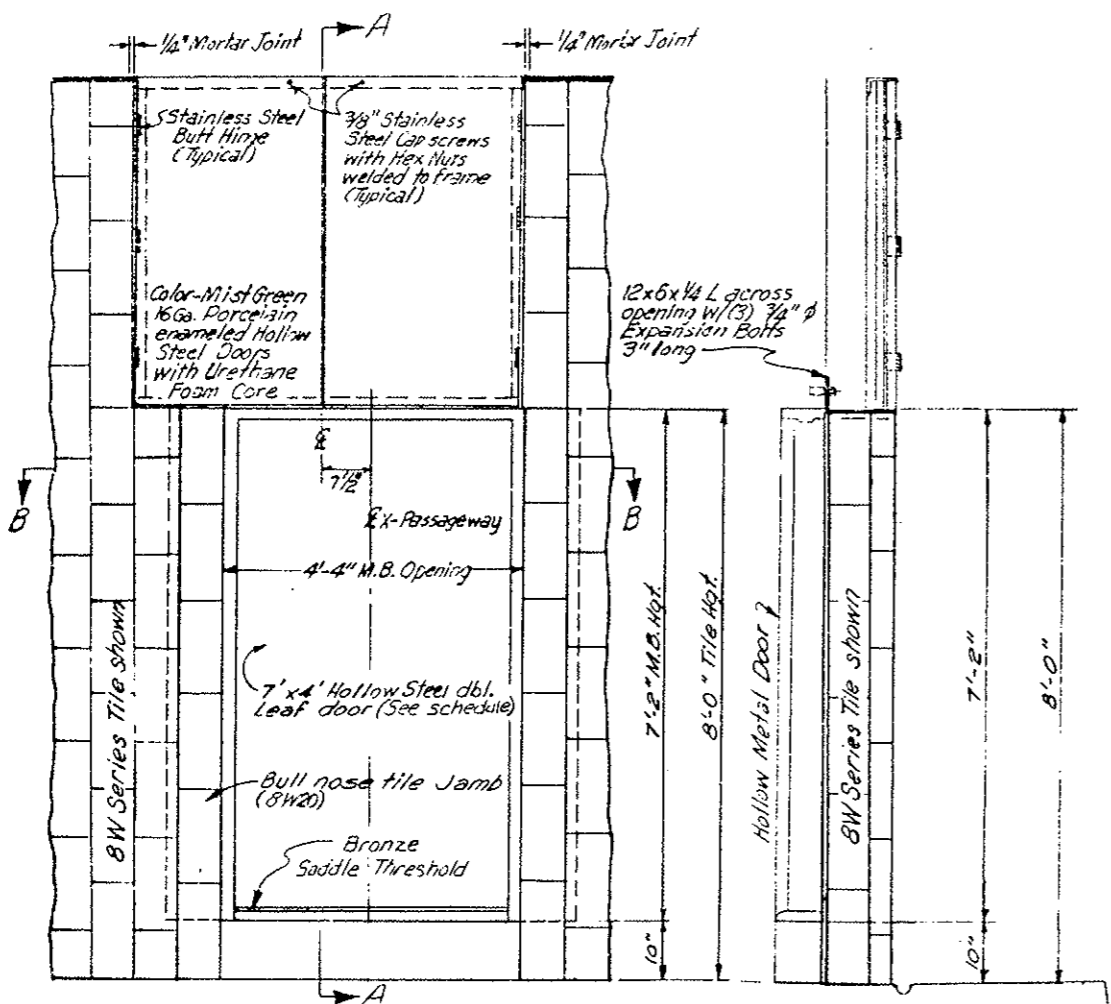 A
1/4" Mortar Joint
1/4" Mortar Joint
Stainless Steel
Butt Hinge
(Typical)
3/8" Stainless
Steel Cap screws
with Hex Nuts
welded to frame
(Typical)
Color-Mist Green
16 Ga. Porcelain
enameled Hollow
Steel Doors
with Urethane
Foam Core
12x6x1/4 L across
opening w/(3) 3/4" φ
Expansion Bolts
3" long
℄
7 1/2"
B
B
℄ X-Passageway
4'-4" M.B. Opening
7'x4' Hollow Steel dbl.
Leaf door (See schedule)
Bull nose tile Jamb
(8W20)
Bronze
Saddle Threshold
8W Series Tile shown
7'-2" M.B. Hgt.
8'-0" Tile Hgt.
10"
Hollow Metal Door
8W Series Tile shown
7'-2"
8'-0"
10"
A